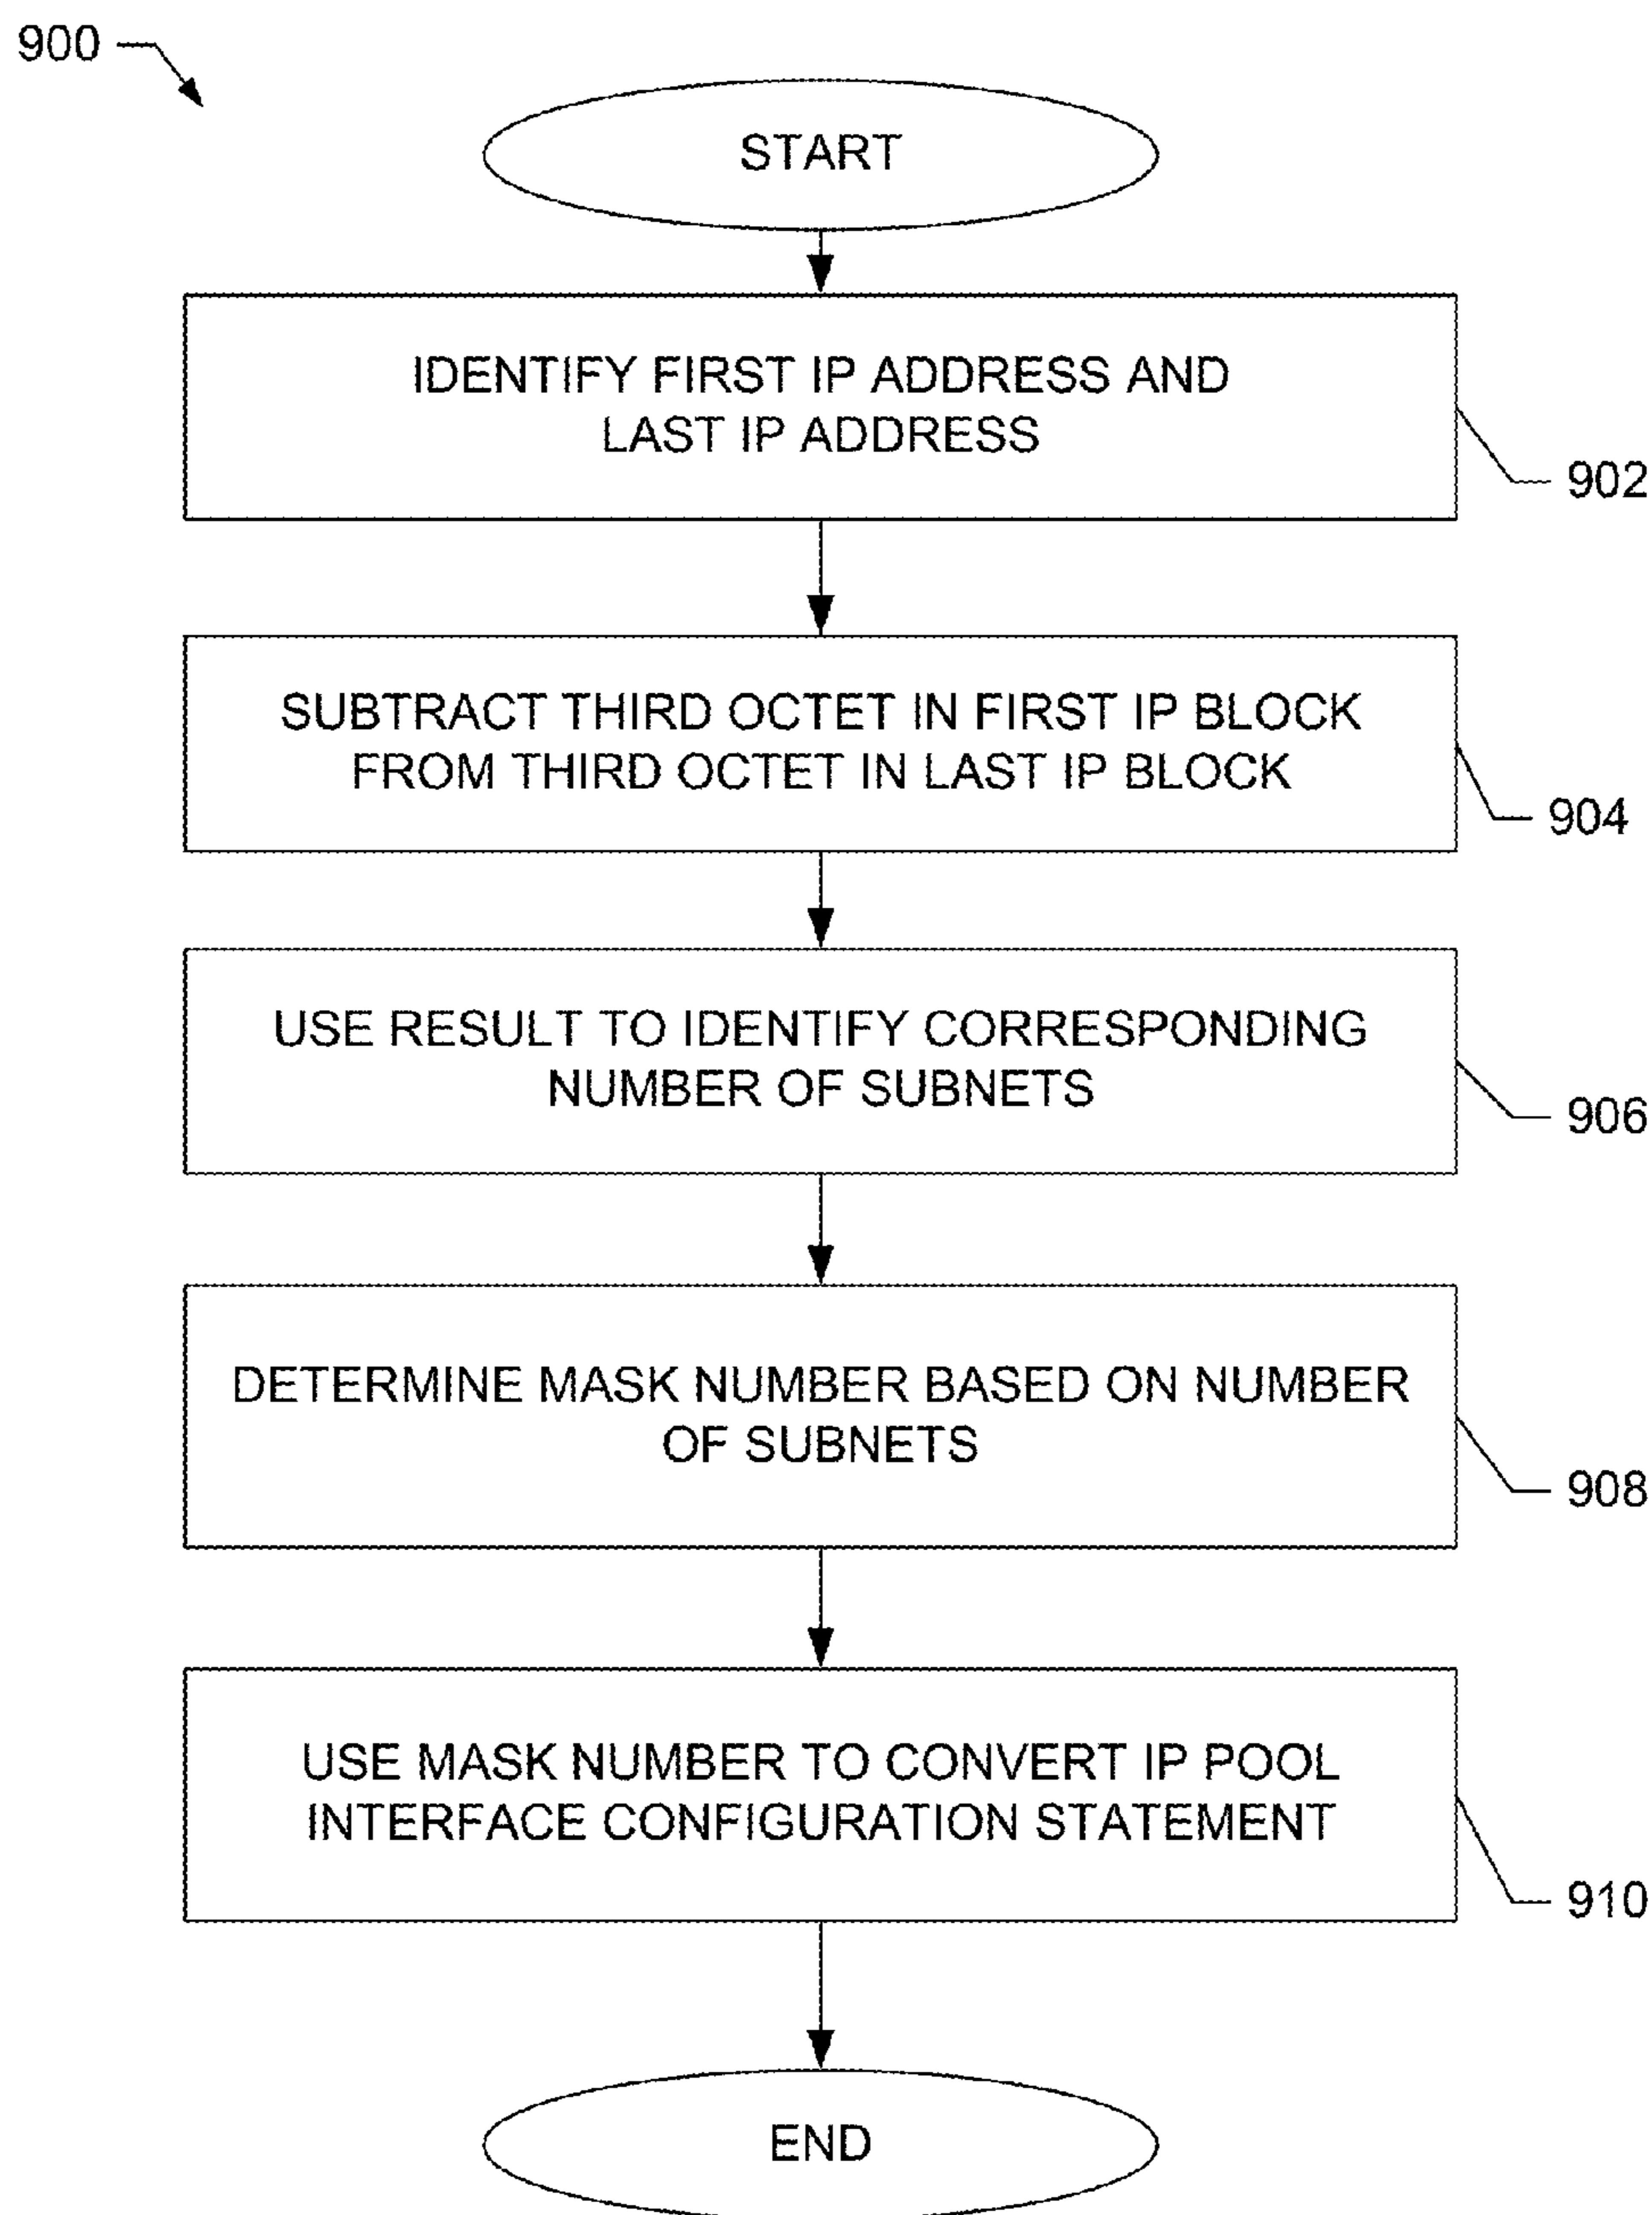 900
START
IDENTIFY FIRST IP ADDRESS AND
LAST IP ADDRESS
902
SUBTRACT THIRD OCTET IN FIRST IP BLOCK
FROM THIRD OCTET IN LAST IP BLOCK
904
USE RESULT TO IDENTIFY CORRESPONDING
NUMBER OF SUBNETS
906
DETERMINE MASK NUMBER BASED ON NUMBER
OF SUBNETS
908
USE MASK NUMBER TO CONVERT IP POOL
INTERFACE CONFIGURATION STATEMENT
910
END